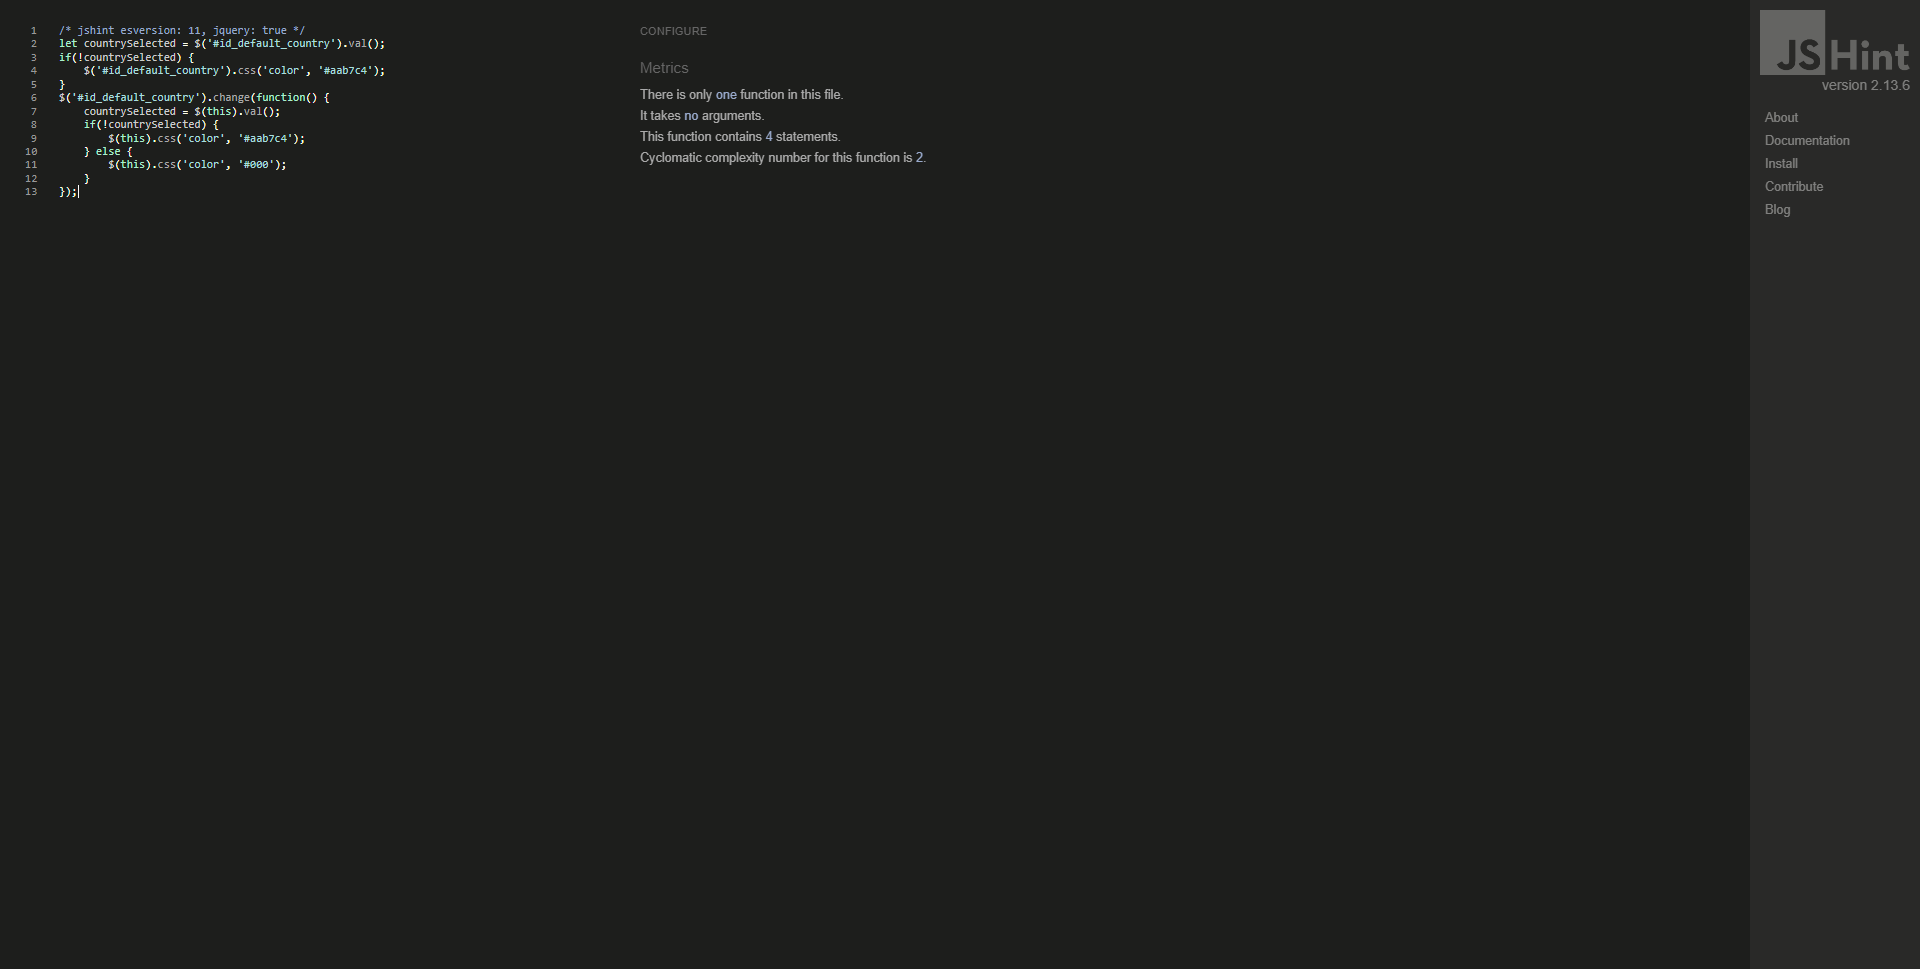 1 /* jshint esversion: 11, jquery: true */
2 let countrySelected = $('#id_default_country').val();
3 if(!countrySelected) {
4     $('#id_default_country').css('color', '#aab7c4');
5 }
6 $('#id_default_country').change(function() {
7     countrySelected = $(this).val();
8     if(!countrySelected) {
9         $(this).css('color', '#aab7c4');
10     } else {
11         $(this).css('color', '#000');
12     }
13 });
CONFIGURE
Metrics
There is only one function in this file.
It takes no arguments.
This function contains 4 statements.
Cyclomatic complexity number for this function is 2.
JSHint
version 2.13.6
About
Documentation
Install
Contribute
Blog